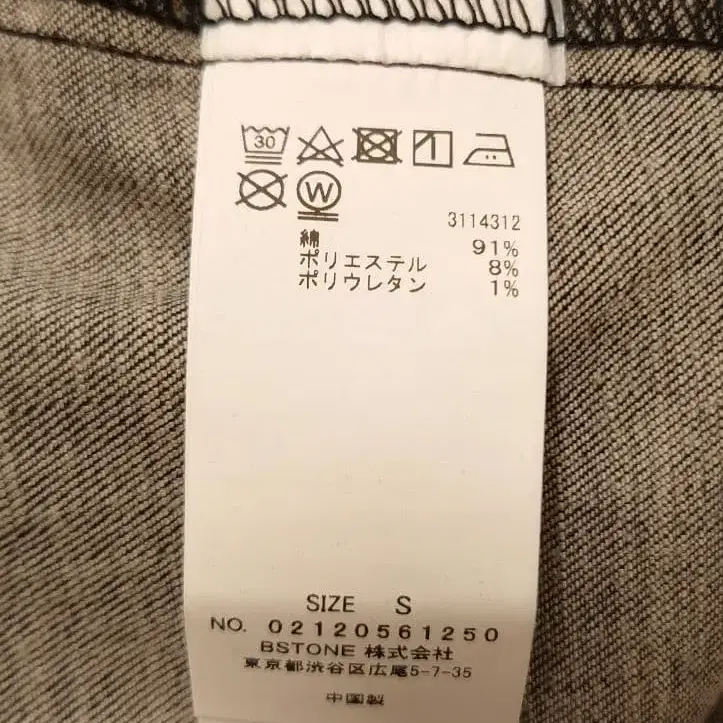 30
W
3114312
綿 91%
ポリエステル 8%
ポリウレタン 1%
SIZE S
NO. 02120561250
BSTONE 株式会社
東京都渋谷区広尾5-7-35
中国製